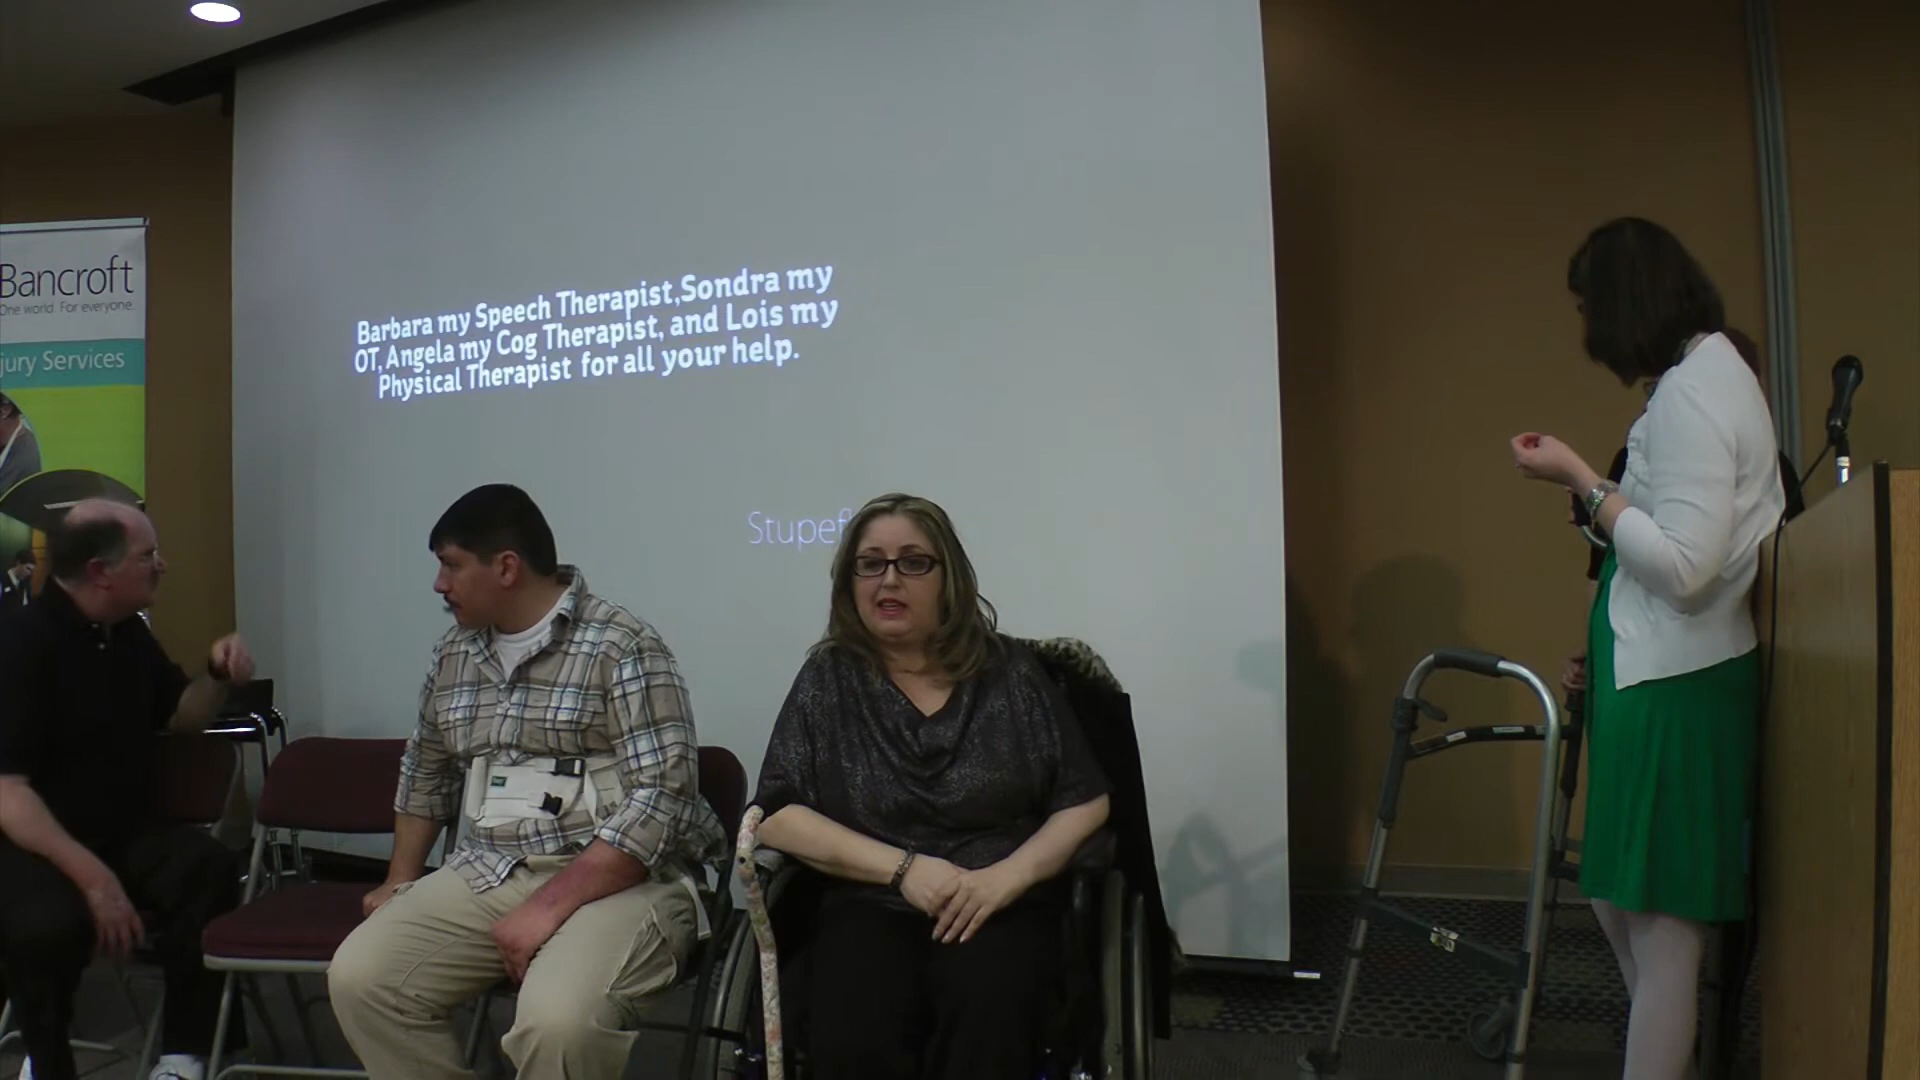 Bancroft
One world. For everyone.
jury Services
Barbara my Speech Therapist,Sondra my
OT, Angela my Cog Therapist, and Lois my
Physical Therapist for all your help.
Stupef